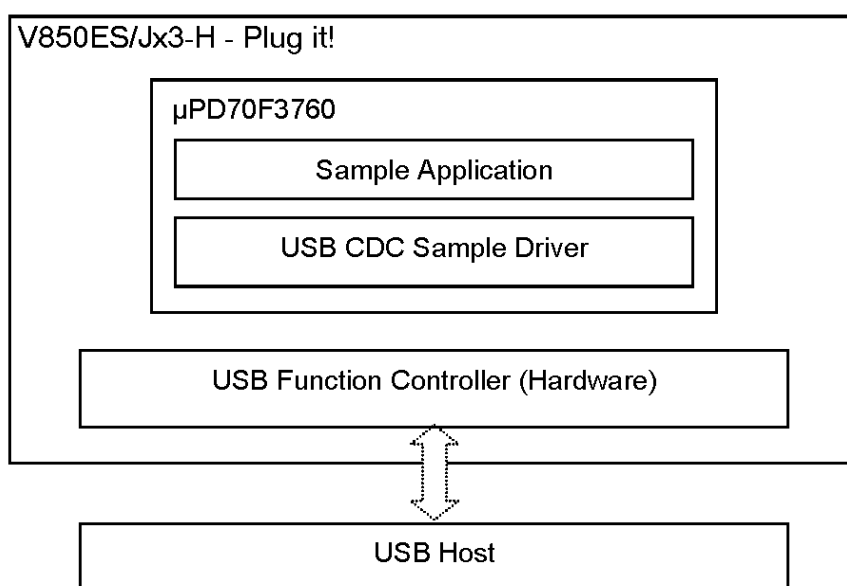 V850ES/Jx3-H - Plug it!
µPD70F3760
Sample Application
USB CDC Sample Driver
USB Function Controller (Hardware)
USB Host